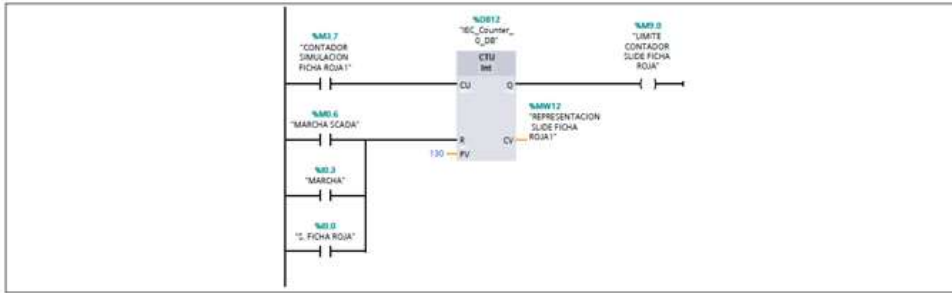 %DB12
"IEC_Counter_
0_DB"
%M3.7
"CONTADOR
SIMULACION
FICHA ROJA1"
CTU
Int
%M9.0
"LIMITE
CONTADOR
SLIDE FICHA
ROJA"
CU
Q
%M0.6
"MARCHA SCADA"
%MW12
"REPRESENTACION
SLIDE FICHA
ROJA1"
R
CV
130
PV
%I0.3
"MARCHA"
%I0.0
"S. FICHA ROJA"